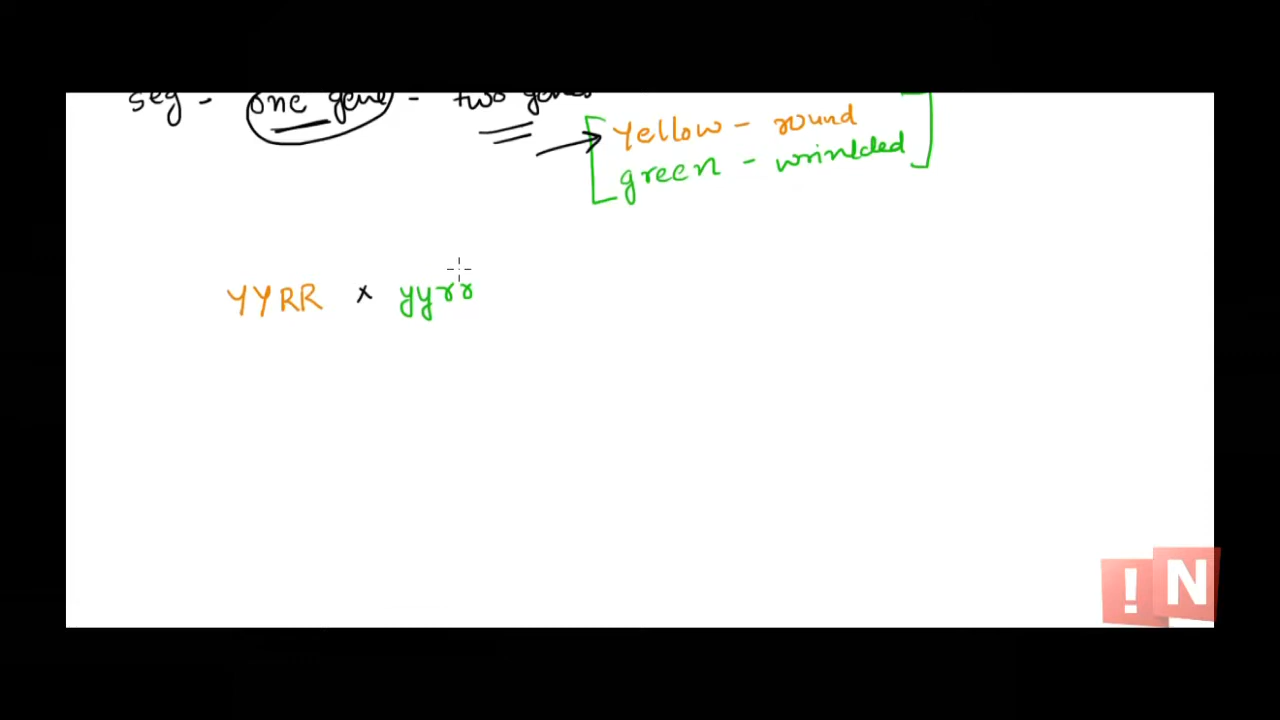 seg - one gene - two genes
Yellow - round
green - wrinkled
YYRR x yyrr
!N